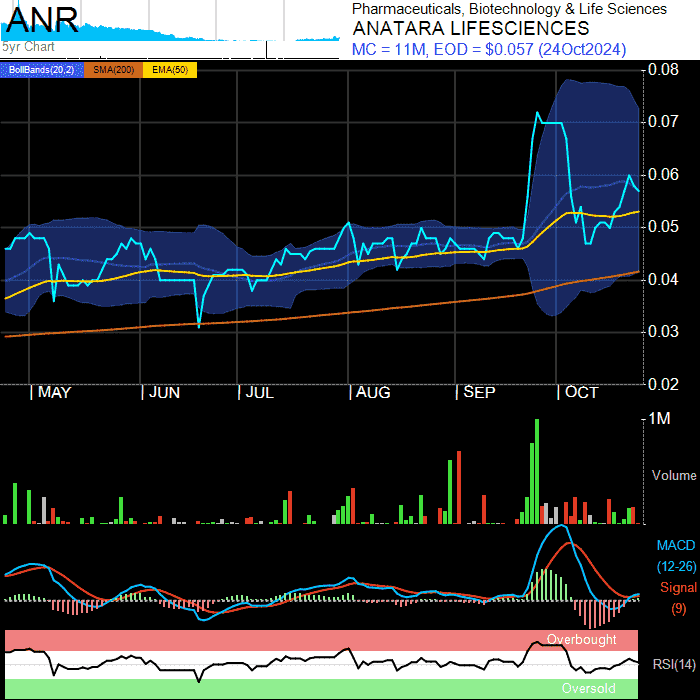 ANR
5yr Chart
Pharmaceuticals, Biotechnology & Life Sciences
ANATARA LIFESCIENCES
MC = 11M, EOD = $0.057 (24Oct2024)
BollBands(20,2) SMA(200) EMA(50)
0.08
0.07
0.06
0.05
0.04
0.03
0.02
MAY JUN JUL AUG SEP OCT
1M
Volume
MACD
(12-26)
Signal
(9)
Overbought
RSI(14)
Oversold